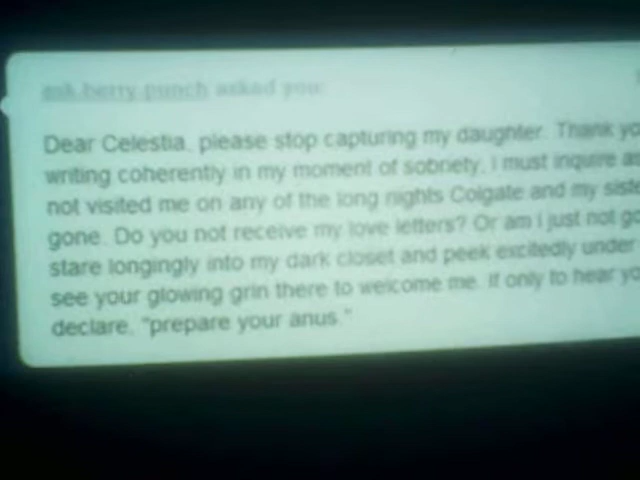 ask-berry-punch asked you:
Dear Celestia, please stop capturing my daughter. Thank yo
writing coherently in my moment of sobriety, I must inquire as
not visited me on any of the long nights Colgate and my siste
gone. Do you not receive my love letters? Or am I just not go
stare longingly into my dark closet and peek excitedly under
see your glowing grin there to welcome me. If only to hear yo
declare, "prepare your anus."